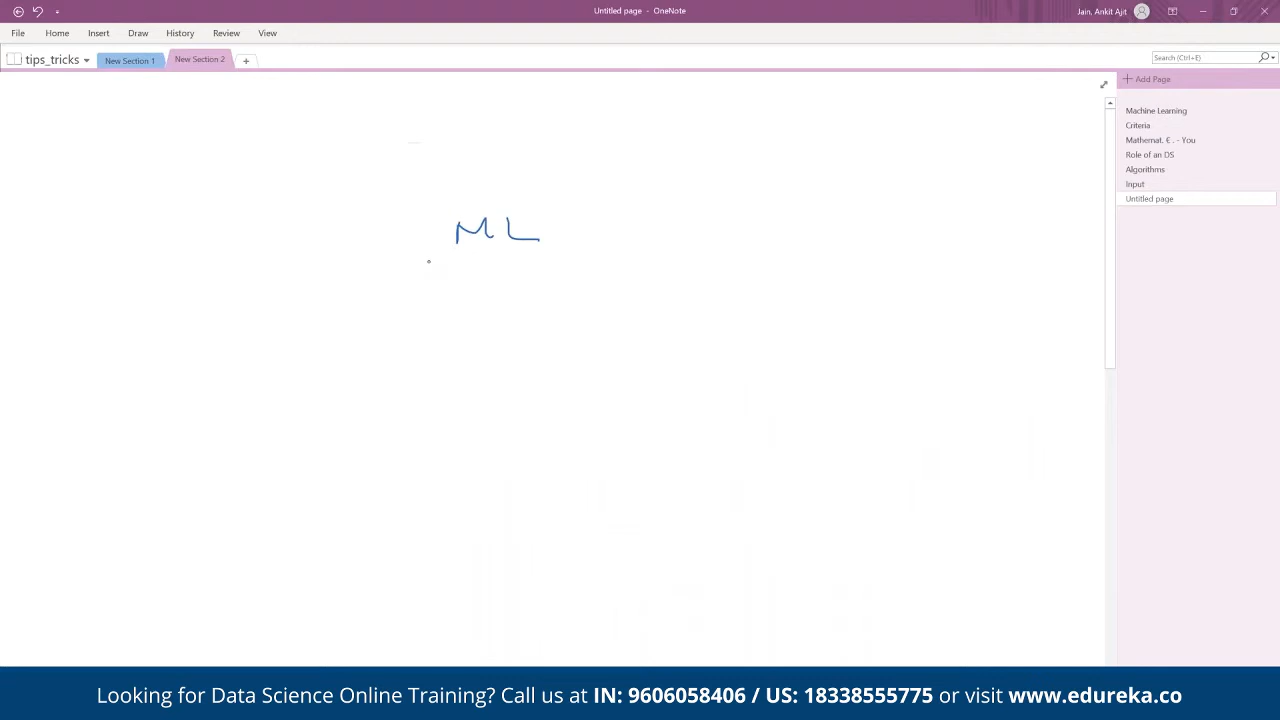 Untitled page - OneNote
Jain, Ankit Ajit
File Home Insert Draw History Review View
tips_tricks New Section 1 New Section 2 +
Search (Ctrl+E)
Add Page
Machine Learning
Criteria
Mathemat. € . - You
Role of an DS
Algorithms
Input
Untitled page
ML
Looking for Data Science Online Training? Call us at IN: 9606058406 / US: 18338555775 or visit www.edureka.co